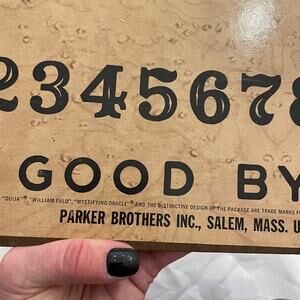 2345678
GOOD BY
"OUIJA"® "WILLIAM FULD", "MYSTIFYING ORACLE"® AND THE DISTINCTIVE DESIGN OF THE PACKAGE ARE TRADE MARKS
PARKER BROTHERS INC., SALEM, MASS. U